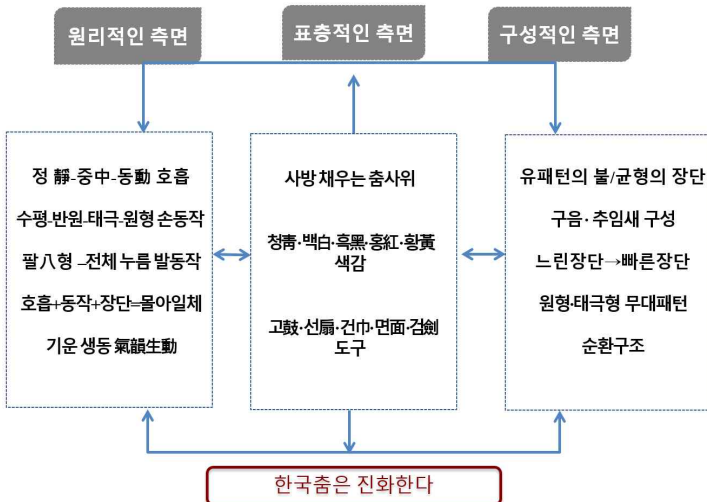 원리적인 측면
표층적인 측면
구성적인 측면
정 靜-중中-동動 호흡
수평-반원-태극-원형 손동작
팔八형 –전체 누름 발동작
호흡+동작+장단=몰아일체
기운 생동 氣韻生動
사방 채우는 춤사위
청靑·백白·흑黑·홍紅·황黃
색감
고鼓·선扇·건巾·면面·검劍
도구
유패턴의 불/균형의 장단
구음·추임새 구성
느린장단→빠른장단
원형·태극형 무대패턴
순환구조
한국춤은 진화한다